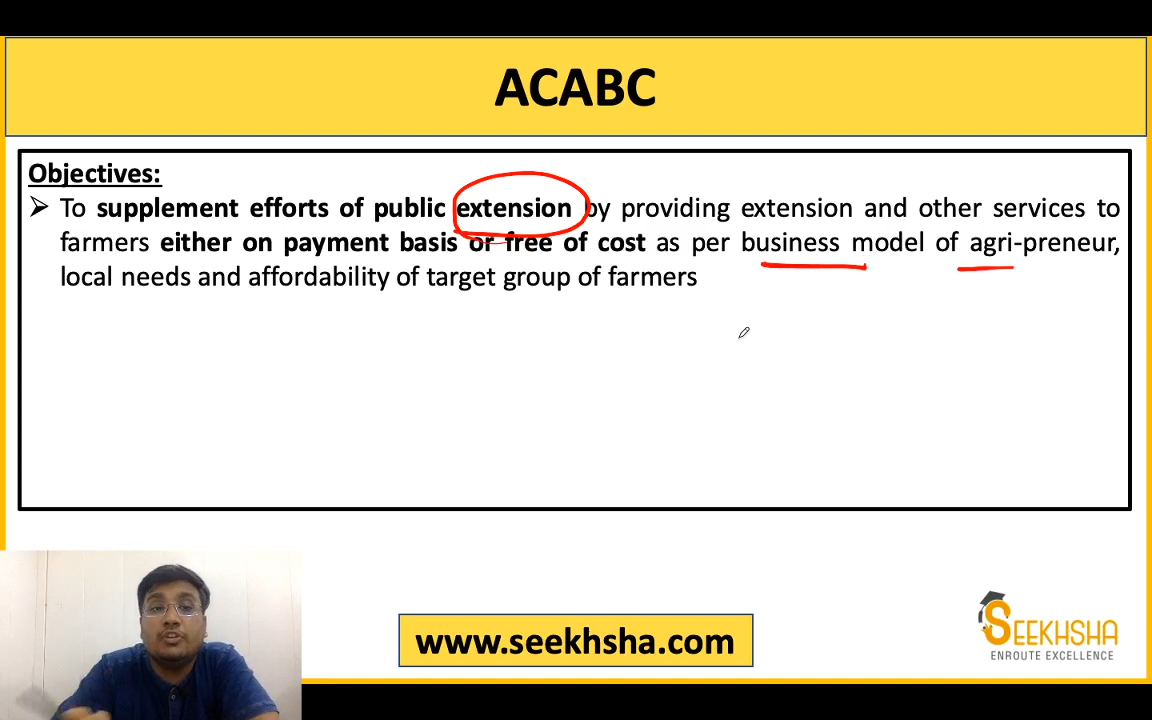 ACABC
Objectives:
➢ To supplement efforts of public extension by providing extension and other services to
farmers either on payment basis or free of cost as per business model of agri-preneur,
local needs and affordability of target group of farmers
www.seekhsha.com
SEEKHSHA
ENROUTE EXCELLENCE